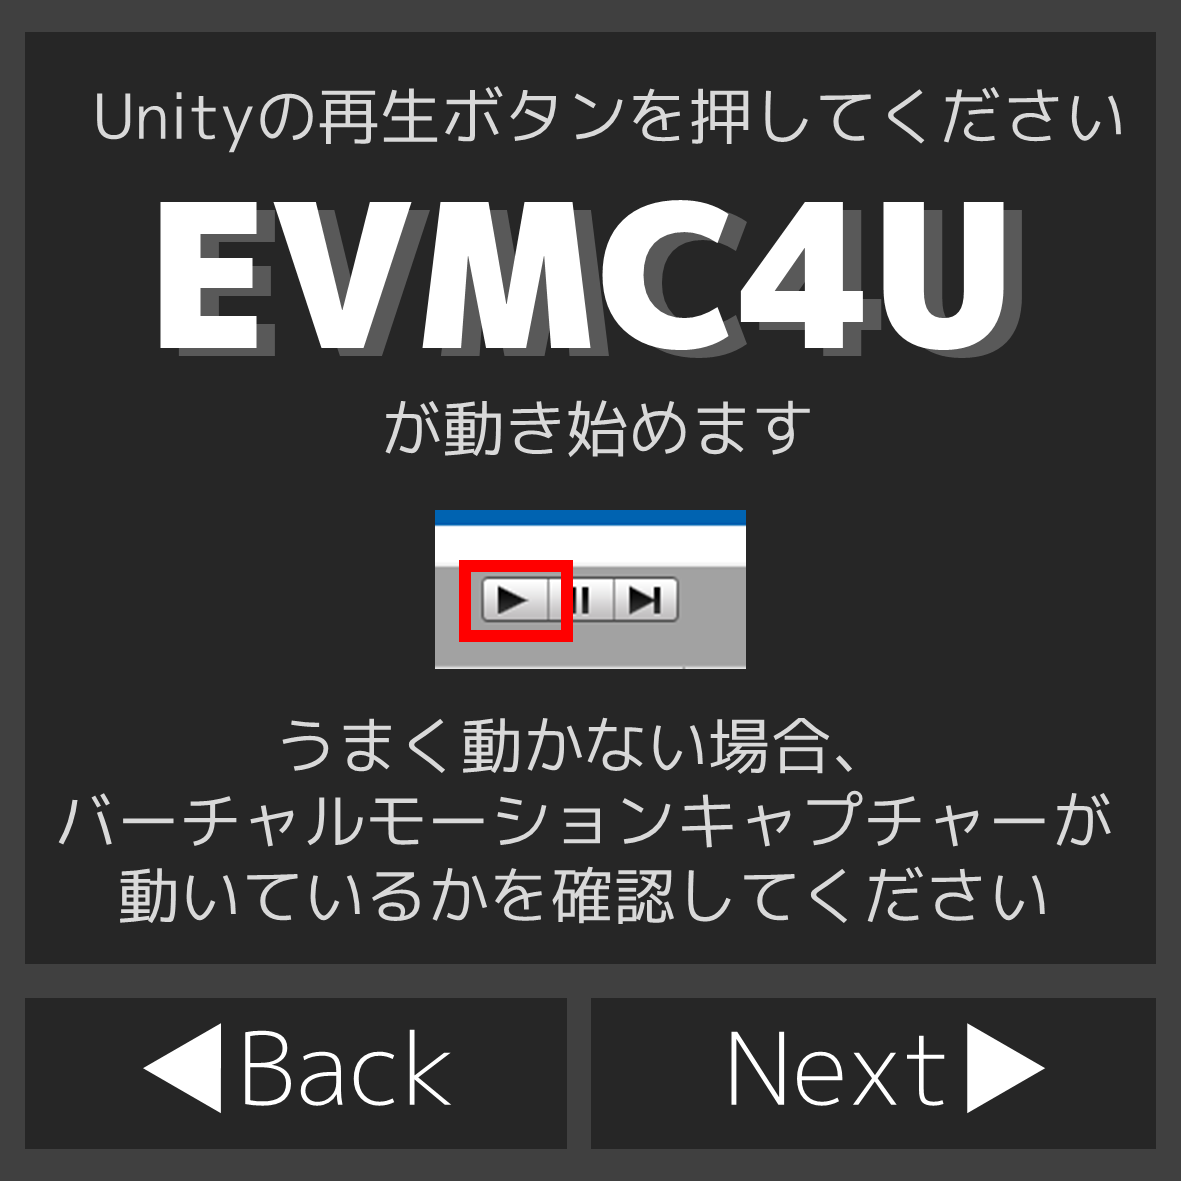 Unityの再生ボタンを押してください
EVMC4U
が動き始めます
うまく動かない場合、
バーチャルモーションキャプチャーが
動いているかを確認してください
Back
Next